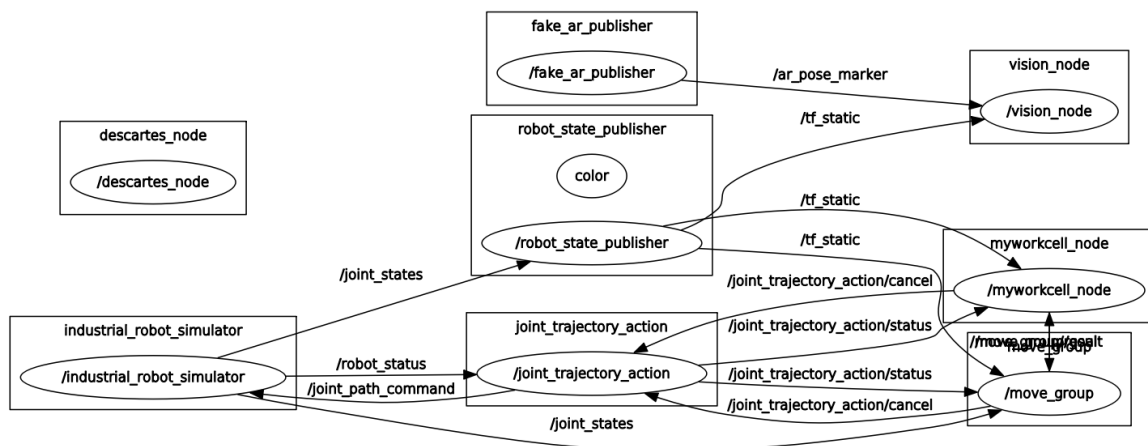 fake_ar_publisher
/fake_ar_publisher
/ar_pose_marker
vision_node
/vision_node
/tf_static
descartes_node
/descartes_node
robot_state_publisher
color
/robot_state_publisher
/tf_static
/tf_static
myworkcell_node
/myworkcell_node
/joint_states
/joint_trajectory_action/cancel
industrial_robot_simulator
/industrial_robot_simulator
/robot_status
/joint_path_command
joint_trajectory_action
/joint_trajectory_action
/joint_trajectory_action/status
/joint_trajectory_action/status
/joint_trajectory_action/cancel
move_group
/move_group
/joint_states